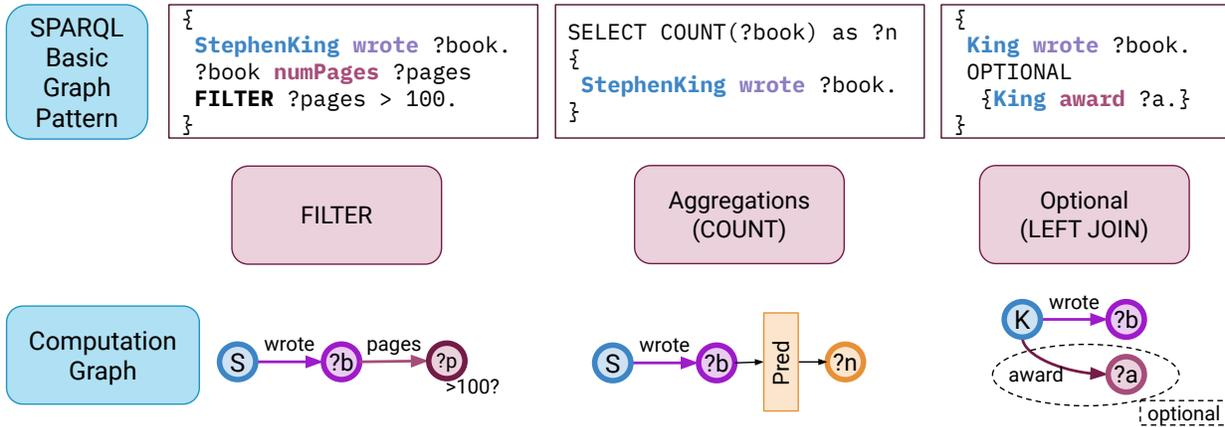 SPARQL
Basic
Graph
Pattern
{
StephenKing wrote ?book.
?book numPages ?pages
FILTER ?pages > 100.
}
SELECT COUNT(?book) as ?n
{
StephenKing wrote ?book.
}
{
King wrote ?book.
OPTIONAL
{King award ?a.}
}
FILTER
Aggregations
(COUNT)
Optional
(LEFT JOIN)
Computation
Graph
S wrote ?b pages ?p
>100?
S wrote ?b Pred ?n
K wrote ?b
award ?a
optional